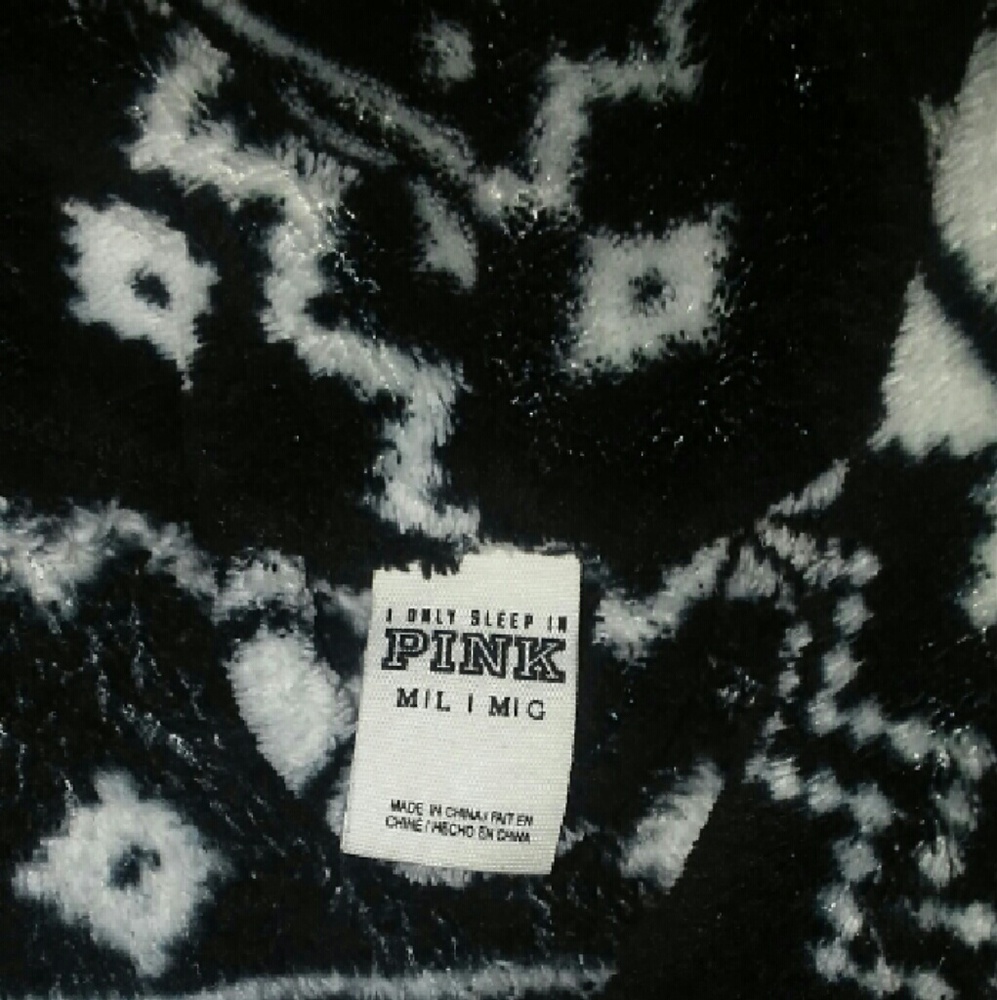 I ONLY SLEEP IN
PINK
M|L | M|G
MADE IN CHINA / FAIT EN
CHINE / HECHO EN CHINA